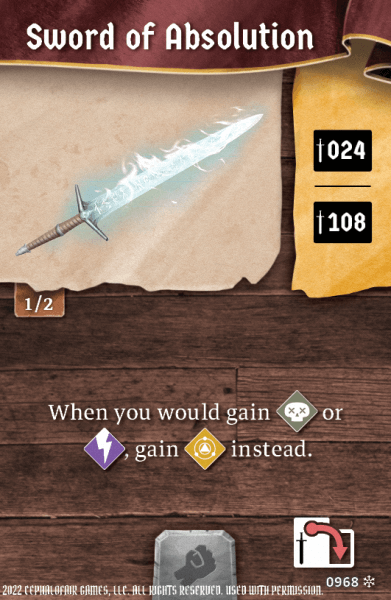 Sword of Absolution
024
108
1/2
When you would gain or
, gain instead.
0968
2022 CEPHALOFAIR GAMES, LLC. ALL RIGHTS RESERVED. USED WITH PERMISSION.